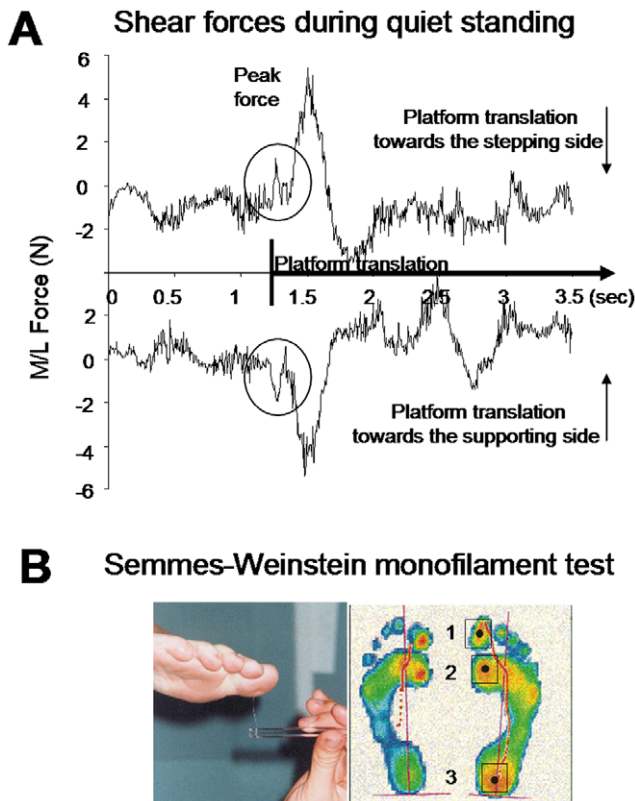 A
Shear forces during quiet standing
6
4
2
0
-2
Peak
force
Platform translation
towards the stepping side
Platform translation
0 0.5 1 1.5 2 2.5 3 3.5 (sec)
M/L Force (N)
2
0
-2
-4
-6
Platform translation
towards the supporting side
B
Semmes-Weinstein monofilament test
1
2
3